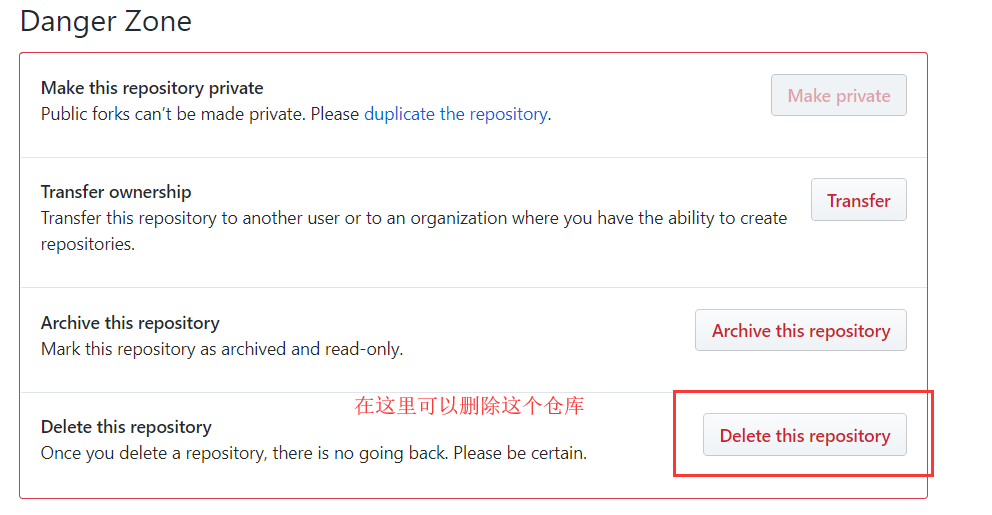 Danger Zone
Make this repository private
Public forks can’t be made private. Please duplicate the repository.
Make private
Transfer ownership
Transfer this repository to another user or to an organization where you have the ability to create
repositories.
Transfer
Archive this repository
Mark this repository as archived and read-only.
Archive this repository
在这里可以删除这个仓库
Delete this repository
Once you delete a repository, there is no going back. Please be certain.
Delete this repository